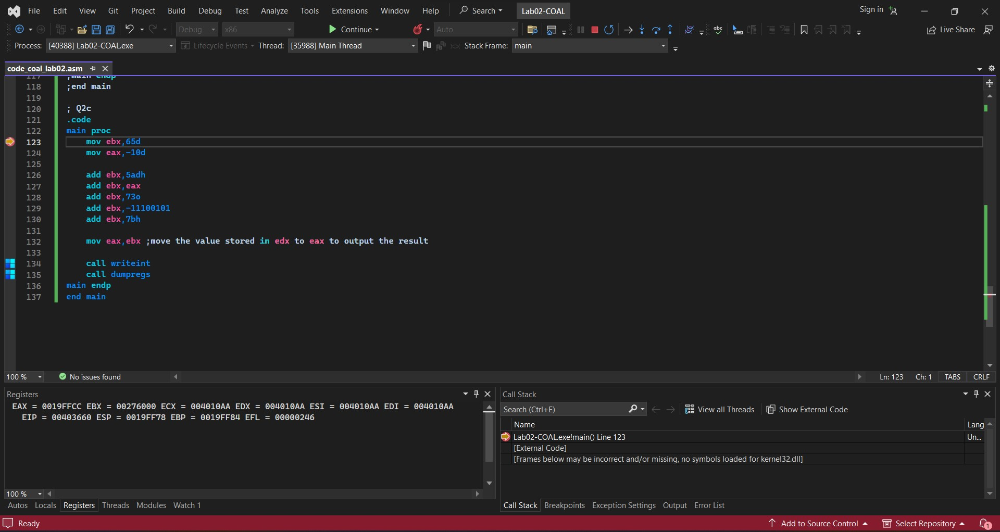 File Edit View Git Project Build Debug Test Analyze Tools Extensions Window Help Search Lab02-COAL Sign in
Debug x86 Continue Auto Live Share
Process: [40388] Lab02-COAL.exe Lifecycle Events Thread: [35988] Main Thread Stack Frame: main
code_coal_lab02.asm
117 ;main endp
118 ;end main
119
120 ; Q2c
121 .code
122 main proc
123 mov ebx,65d
124 mov eax,-10d
125
126 add ebx,5adh
127 add ebx,eax
128 add ebx,73o
129 add ebx,-11100101
130 add ebx,7bh
131
132 mov eax,ebx ;move the value stored in edx to eax to output the result
133
134 call writeint
135 call dumpregs
136 main endp
137 end main
100 % No issues found Ln: 123 Ch: 1 TABS CRLF
Registers
EAX = 0019FFCC EBX = 00276000 ECX = 004010AA EDX = 004010AA ESI = 004010AA EDI = 004010AA
EIP = 00403660 ESP = 0019FF78 EBP = 0019FF84 EFL = 00000246
100 %
Autos Locals Registers Threads Modules Watch 1
Call Stack
Search (Ctrl+E) View all Threads Show External Code
Name Lang
Lab02-COAL.exe!main() Line 123 Un...
[External Code]
[Frames below may be incorrect and/or missing, no symbols loaded for kernel32.dll]
Call Stack Breakpoints Exception Settings Output Error List
Ready Add to Source Control Select Repository 1